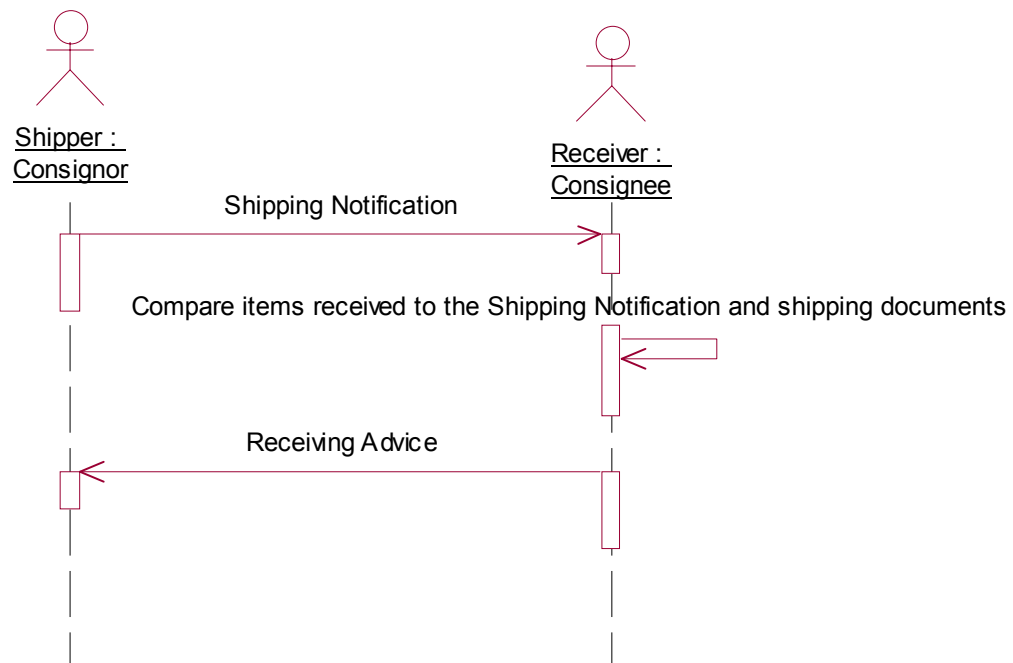 Shipper :
Consignor
Receiver :
Consignee
Shipping Notification
Compare items received to the Shipping Notification and shipping documents
Receiving Advice